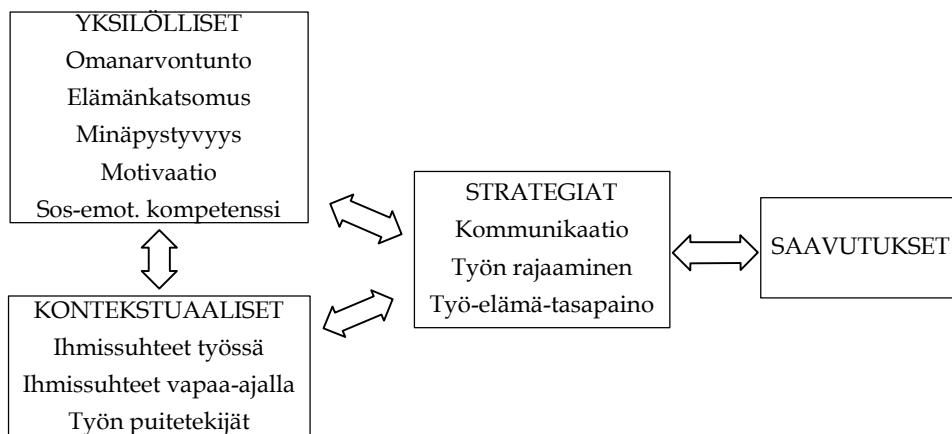 YKSILÖLLISET
Omanarvontunto
Elämänkatsomus
Minäpystyvyys
Motivaatio
Sos-emot. kompetenssi
KONTEKSTUAALISET
Ihmissuhteet työssä
Ihmissuhteet vapaa-ajalla
Työn puitetekijät
STRATEGIAT
Kommunikaatio
Työn rajaaminen
Työ-elämä-tasapaino
SAAVUTUKSET